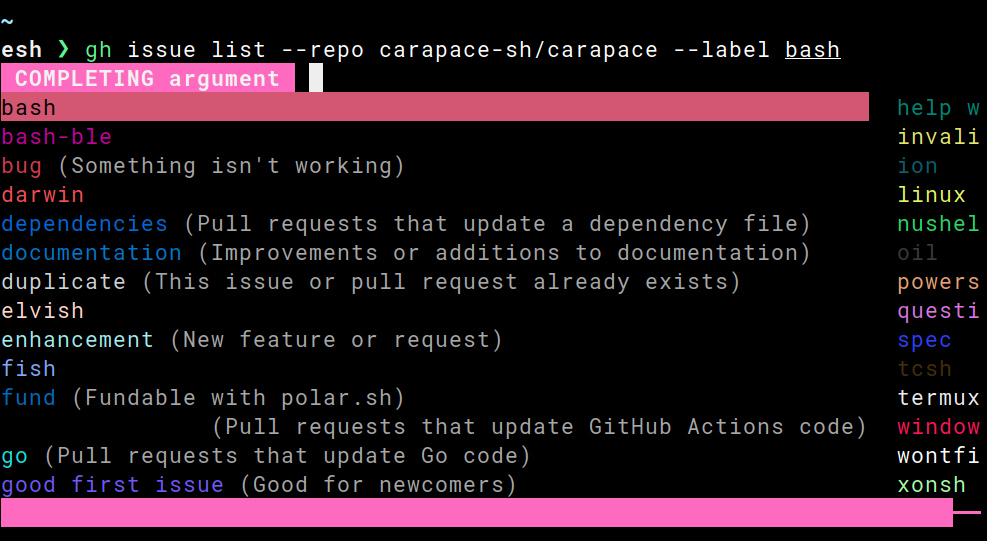 ~
esh ❯ gh issue list --repo carapace-sh/carapace --label bash
COMPLETING argument
bash help w
bash-ble invali
bug (Something isn't working) ion
darwin linux
dependencies (Pull requests that update a dependency file) nushel
documentation (Improvements or additions to documentation) oil
duplicate (This issue or pull request already exists) powers
elvish questi
enhancement (New feature or request) spec
fish tcsh
fund (Fundable with polar.sh) termux
(Pull requests that update GitHub Actions code) window
go (Pull requests that update Go code) wontfi
good first issue (Good for newcomers) xonsh